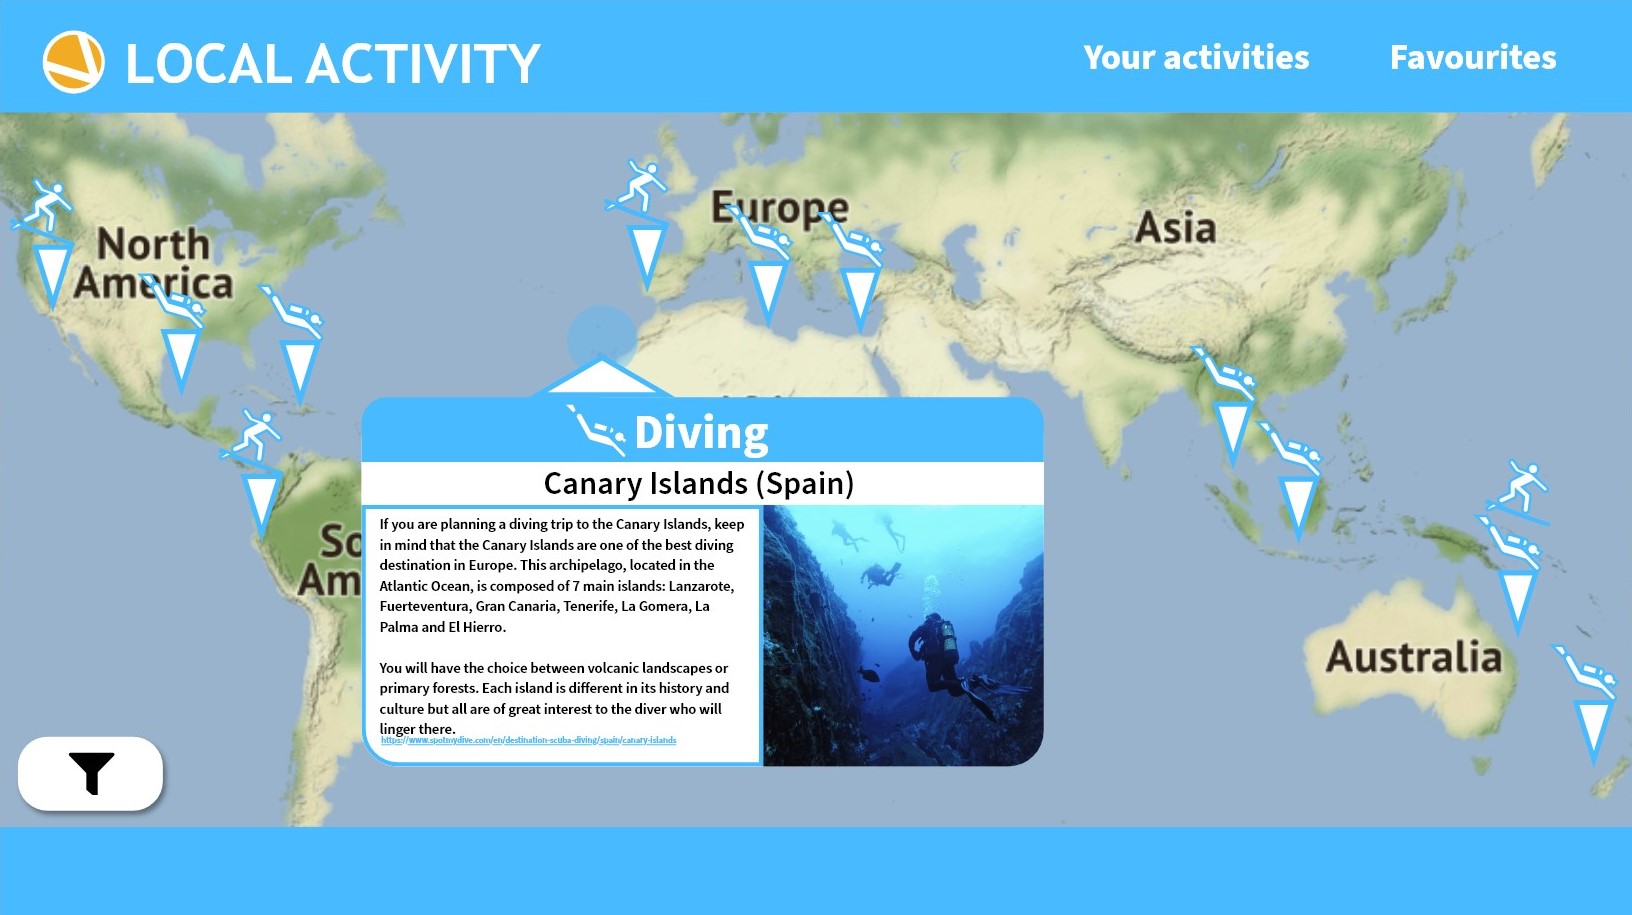 LOCAL ACTIVITY
Your activities
Favourites
Europe
Asia
North
America
Diving
Canary Islands (Spain)
If you are planning a diving trip to the Canary Islands, keep
in mind that the Canary Islands are one of the best diving
destination in Europe. This archipelago, located in the
Atlantic Ocean, is composed of 7 main islands: Lanzarote,
Fuerteventura, Gran Canaria, Tenerife, La Gomera, La
Palma and El Hierro.
You will have the choice between volcanic landscapes or
primary forests. Each island is different in its history and
culture but all are of great interest to the diver who will
linger there.
https://www.spotmydive.com/en/destination-scuba-diving/spain/canary-islands
So
Am
Australia